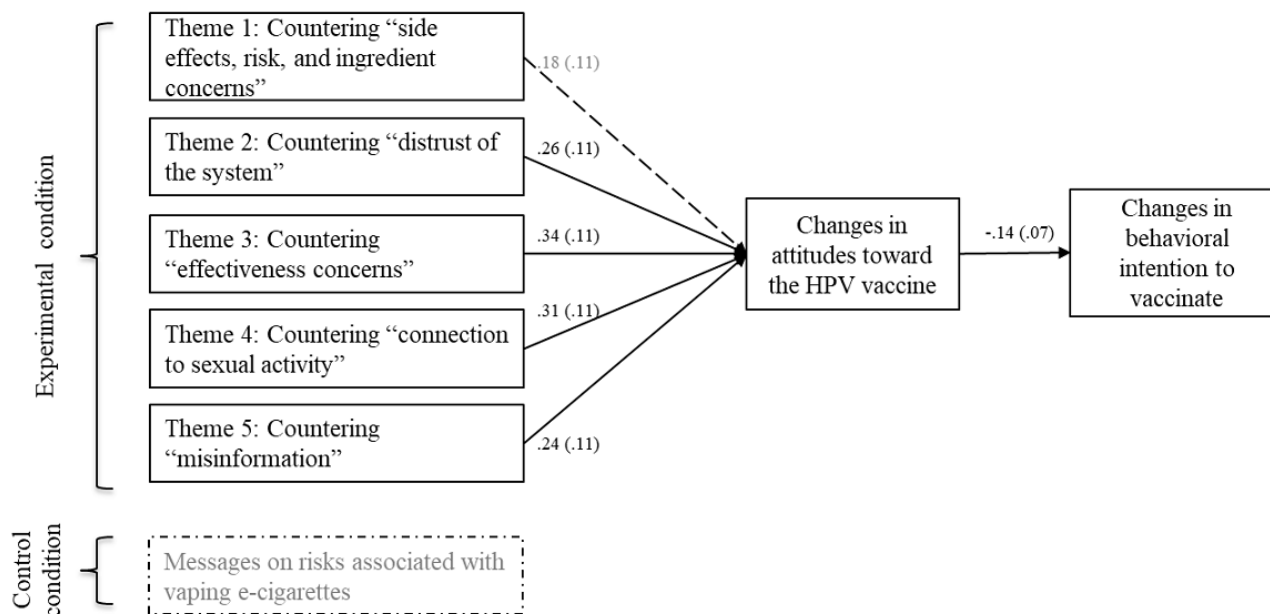 Experimental condition
Theme 1: Countering “side
effects, risk, and ingredient
concerns”
.18 (.11)
Theme 2: Countering “distrust of
the system”
.26 (.11)
Theme 3: Countering
“effectiveness concerns”
.34 (.11)
Theme 4: Countering “connection
to sexual activity”
.31 (.11)
Theme 5: Countering
“misinformation”
.24 (.11)
Changes in
attitudes toward
the HPV vaccine
-.14 (.07)
Changes in
behavioral
intention to
vaccinate
Control
condition
Messages on risks associated with
vaping e-cigarettes